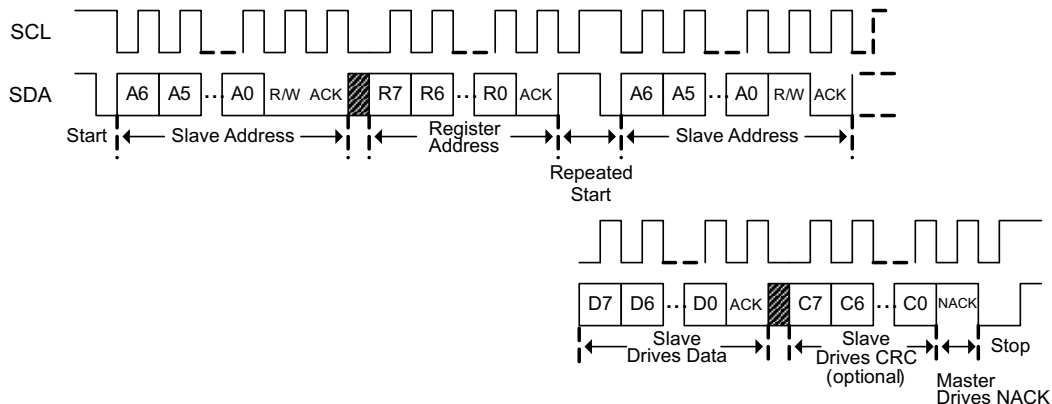 SCL
SDA
A6 A5 ... A0 R/W ACK R7 R6 ... R0 ACK A6 A5 ... A0 R/W ACK
Start Slave Address Register Address Slave Address
Repeated
Start
D7 D6 ... D0 ACK C7 C6 ... C0 NACK
Slave
Drives Data
Slave
Drives CRC
(optional)
Stop
Master
Drives NACK